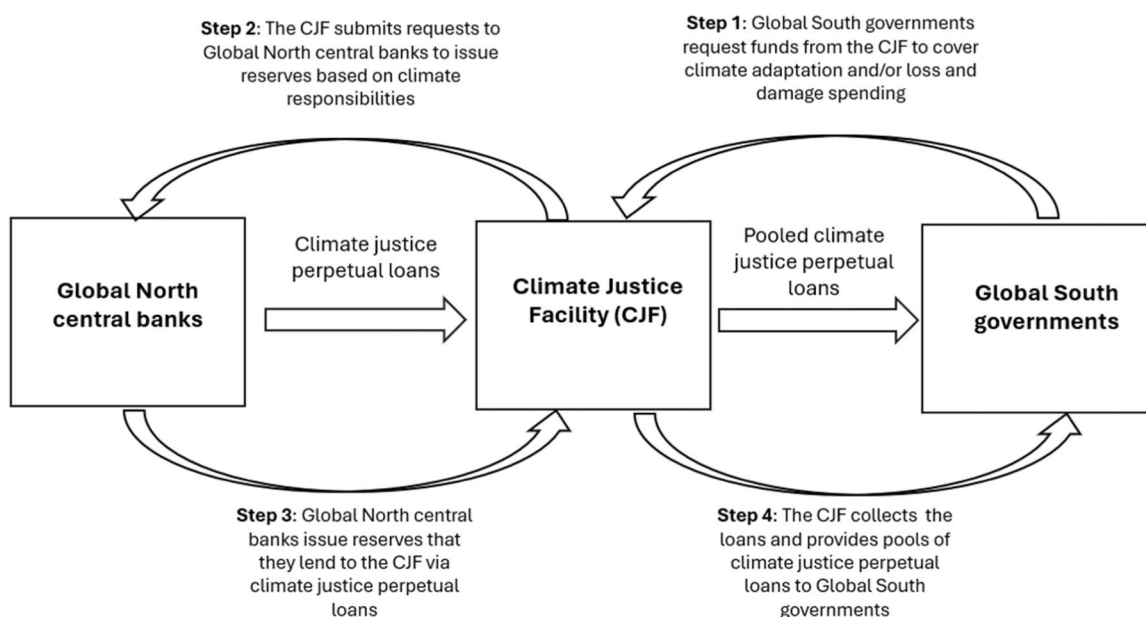 Step 2: The CJF submits requests to
Global North central banks to issue
reserves based on climate
responsibilities
Step 1: Global South governments
request funds from the CJF to cover
climate adaptation and/or loss and
damage spending
Global North
central banks
Climate justice
perpetual loans
Climate Justice
Facility (CJF)
Pooled climate
justice perpetual
loans
Global South
governments
Step 3: Global North central
banks issue reserves that
they lend to the CJF via
climate justice perpetual
loans
Step 4: The CJF collects the
loans and provides pools of
climate justice perpetual
loans to Global South
governments